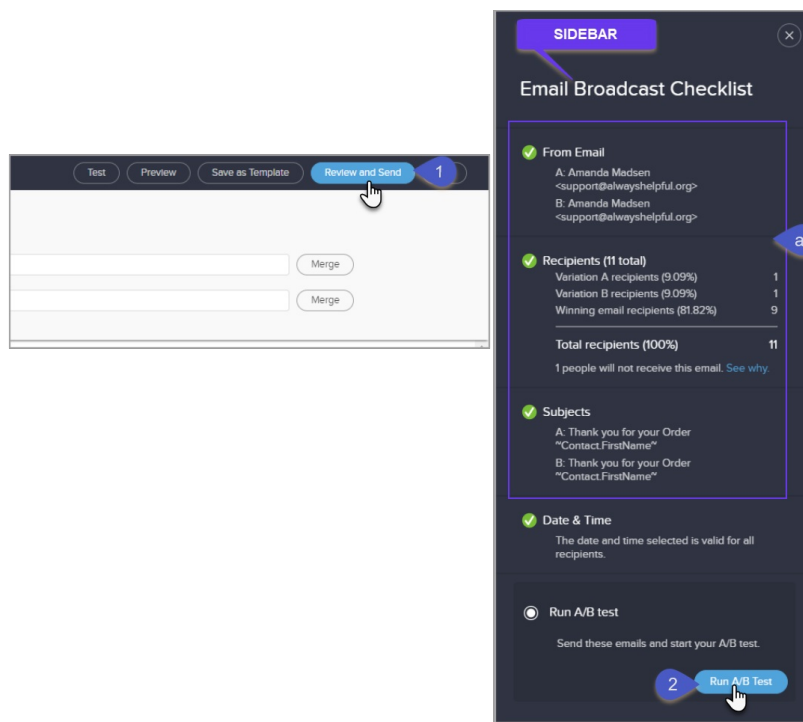 Test
Preview
Save as Template
Review and Send
1
Merge
Merge
SIDEBAR
Email Broadcast Checklist
From Email
A: Amanda Madsen
<support@alwayshelpful.org>
B: Amanda Madsen
<support@alwayshelpful.org>
a
Recipients (11 total)
Variation A recipients (9.09%) 1
Variation B recipients (9.09%) 1
Winning email recipients (81.82%) 9
Total recipients (100%) 11
1 people will not receive this email. See why.
Subjects
A: Thank you for your Order
~Contact.FirstName~
B: Thank you for your Order
~Contact.FirstName~
Date & Time
The date and time selected is valid for all
recipients.
Run A/B test
Send these emails and start your A/B test.
2
Run A/B Test